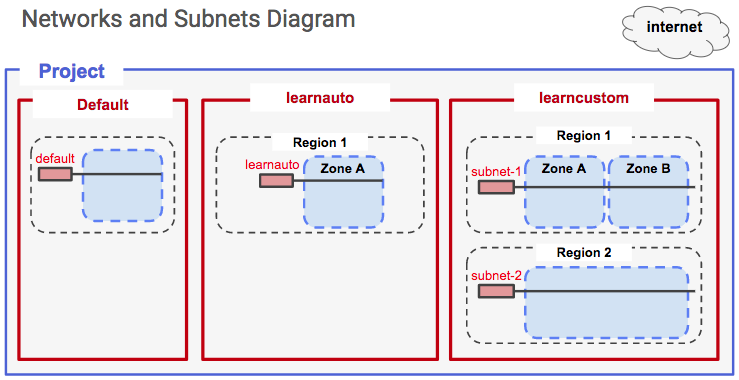 Networks and Subnets Diagram
internet
Project
Default
default
learnauto
Region 1
learnauto
Zone A
learncustom
Region 1
subnet-1
Zone A
Zone B
Region 2
subnet-2